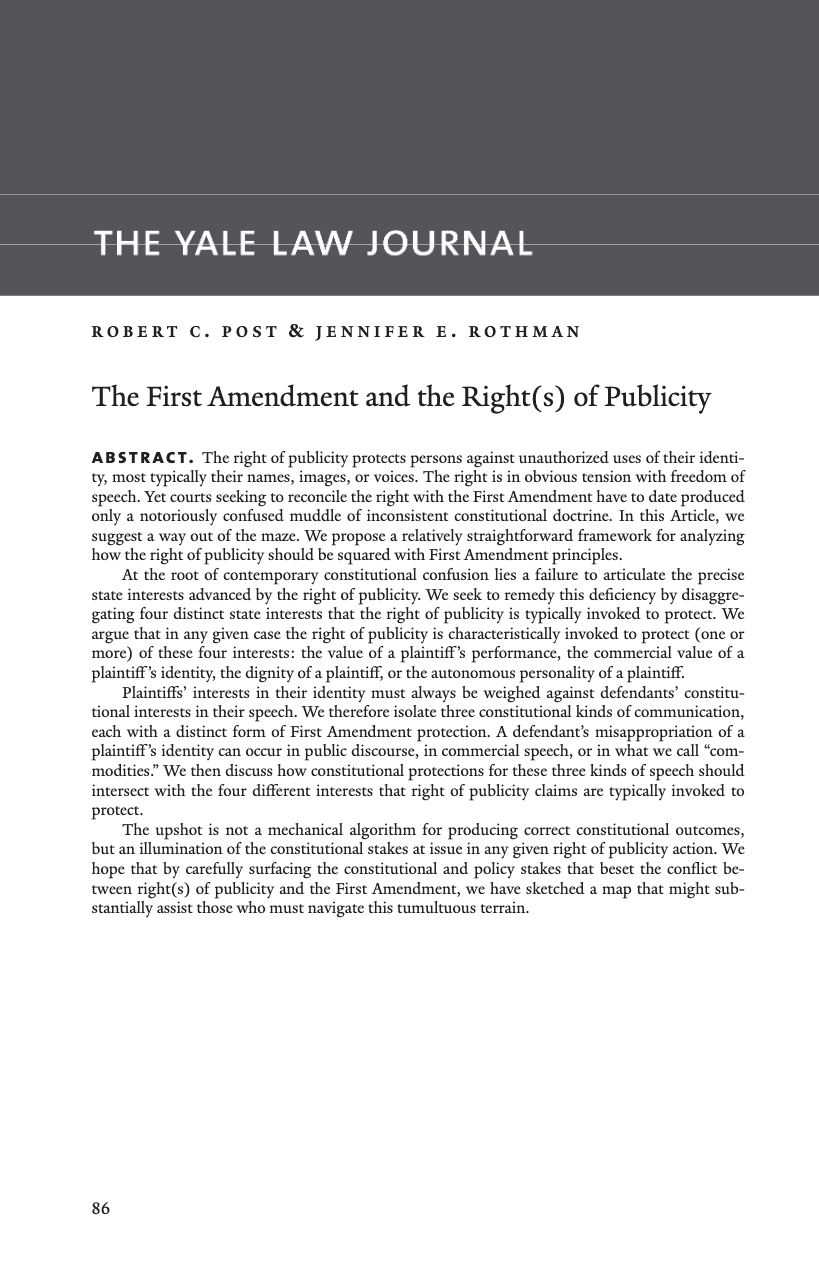 THE YALE LAW JOURNAL
ROBERT C. POST & JENNIFER E. ROTHMAN
The First Amendment and the Right(s) of Publicity
ABSTRACT. The right of publicity protects persons against unauthorized uses of their identi-
ty, most typically their names, images, or voices. The right is in obvious tension with freedom of
speech. Yet courts seeking to reconcile the right with the First Amendment have to date produced
only a notoriously confused muddle of inconsistent constitutional doctrine. In this Article, we
suggest a way out of the maze. We propose a relatively straightforward framework for analyzing
how the right of publicity should be squared with First Amendment principles.
At the root of contemporary constitutional confusion lies a failure to articulate the precise
state interests advanced by the right of publicity. We seek to remedy this deficiency by disaggre-
gating four distinct state interests that the right of publicity is typically invoked to protect. We
argue that in any given case the right of publicity is characteristically invoked to protect (one or
more) of these four interests: the value of a plaintiff’s performance, the commercial value of a
plaintiff’s identity, the dignity of a plaintiff, or the autonomous personality of a plaintiff.
Plaintiffs’ interests in their identity must always be weighed against defendants’ constitu-
tional interests in their speech. We therefore isolate three constitutional kinds of communication,
each with a distinct form of First Amendment protection. A defendant’s misappropriation of a
plaintiff’s identity can occur in public discourse, in commercial speech, or in what we call “com-
modities.” We then discuss how constitutional protections for these three kinds of speech should
intersect with the four different interests that right of publicity claims are typically invoked to
protect.
The upshot is not a mechanical algorithm for producing correct constitutional outcomes,
but an illumination of the constitutional stakes at issue in any given right of publicity action. We
hope that by carefully surfacing the constitutional and policy stakes that beset the conflict be-
tween right(s) of publicity and the First Amendment, we have sketched a map that might sub-
stantially assist those who must navigate this tumultuous terrain.
86